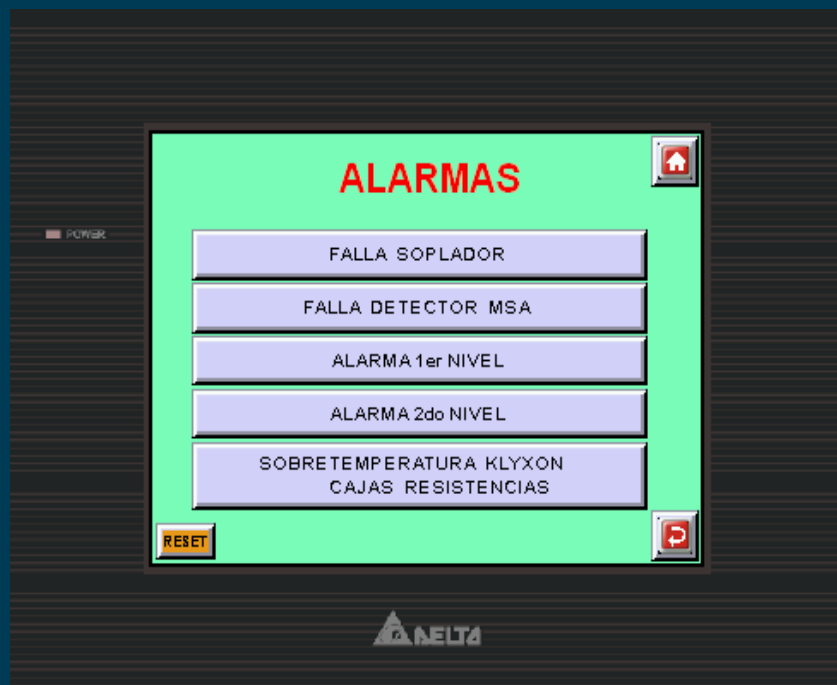 ALARMAS
POWER
FALLA SOPLADOR
FALLA DETECTOR MSA
ALARMA 1er NIVEL
ALARMA 2do NIVEL
SOBRETEMPERATURA KLYXON
CAJAS RESISTENCIAS
RESET
DELTA